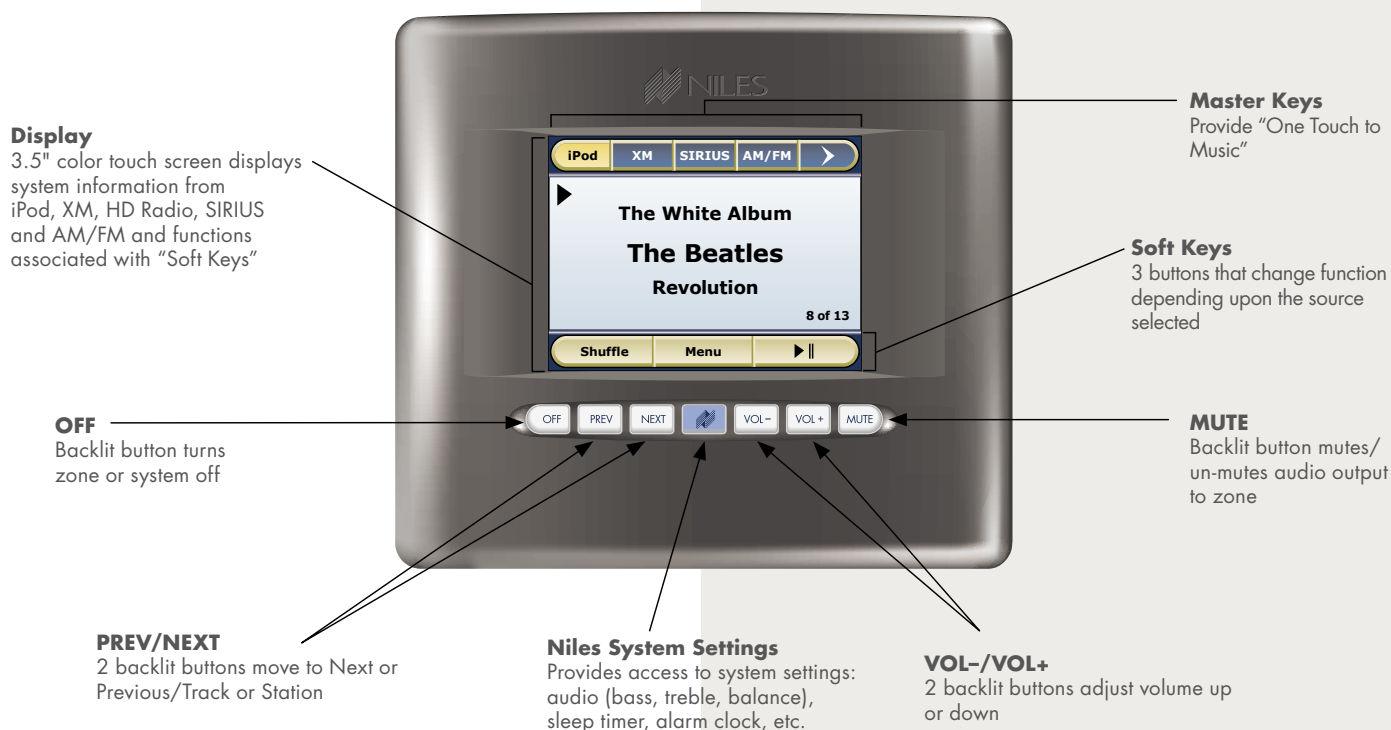 NILES
Master Keys
Provide “One Touch to
Music”
Display
3.5" color touch screen displays
system information from
iPod, XM, HD Radio, SIRIUS
and AM/FM and functions
associated with “Soft Keys”
iPod XM SIRIUS AM/FM
The White Album
The Beatles
Revolution
8 of 13
Shuffle Menu
Soft Keys
3 buttons that change function
depending upon the source
selected
OFF PREV NEXT VOL– VOL+ MUTE
OFF
Backlit button turns
zone or system off
MUTE
Backlit button mutes/
un-mutes audio output
to zone
PREV/NEXT
2 backlit buttons move to Next or
Previous/Track or Station
Niles System Settings
Provides access to system settings:
audio (bass, treble, balance),
sleep timer, alarm clock, etc.
VOL–/VOL+
2 backlit buttons adjust volume up
or down